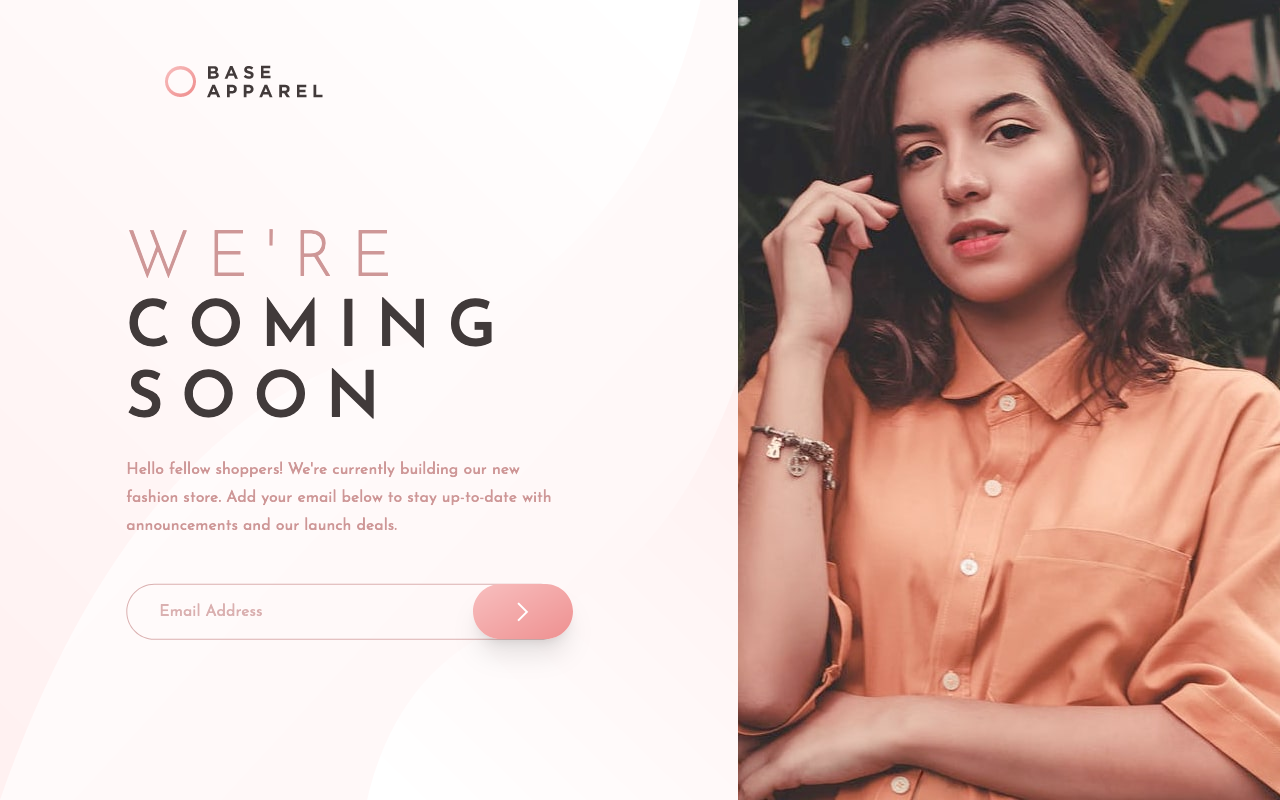 BASE
APPAREL
WE'RE
COMING
SOON
Hello fellow shoppers! We're currently building our new
fashion store. Add your email below to stay up-to-date with
announcements and our launch deals.
Email Address